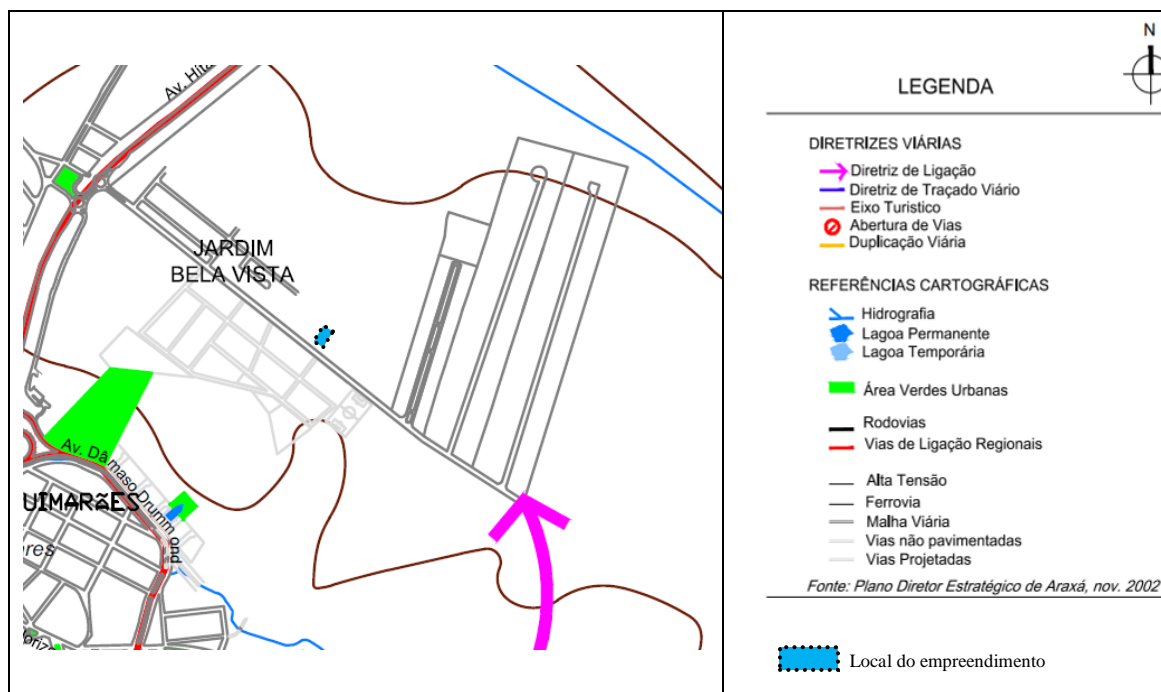 Av. Hita
JARDIM
BELA VISTA
Av. Dâmaso Drummond
UIMARãES
ores
orizo
N
LEGENDA
DIRETRIZES VIÁRIAS
Diretriz de Ligação
Diretriz de Traçado Viário
Eixo Turistico
Abertura de Vias
Duplicação Viária
REFERÊNCIAS CARTOGRÁFICAS
Hidrografia
Lagoa Permanente
Lagoa Temporária
Área Verdes Urbanas
Rodovias
Vias de Ligação Regionais
Alta Tensão
Ferrovia
Malha Viária
Vias não pavimentadas
Vias Projetadas
Fonte: Plano Diretor Estratégico de Araxá, nov. 2002
Local do empreendimento